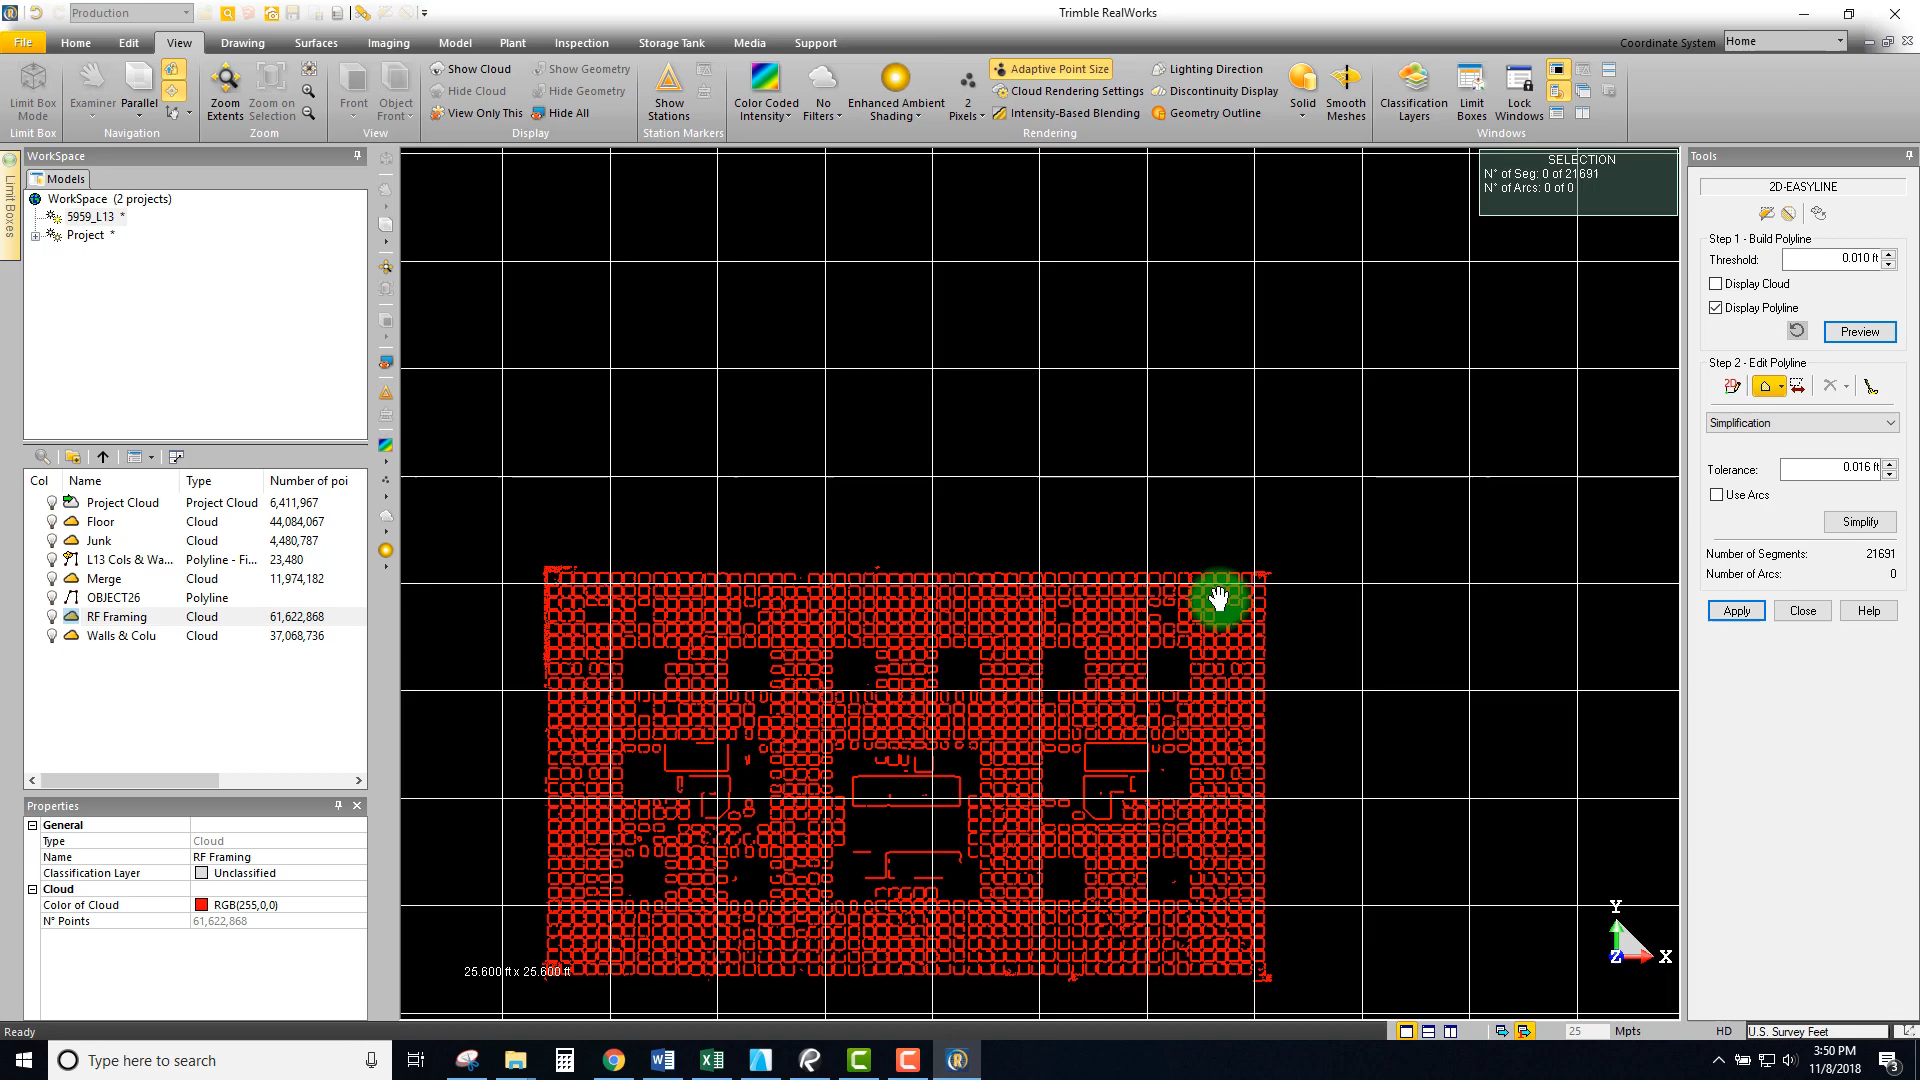 Production
Trimble RealWorks
File
Home
Edit
View
Drawing
Surfaces
Imaging
Model
Plant
Inspection
Storage Tank
Media
Support
Coordinate System
Home
Limit Box Mode
Limit Box
Examiner
Parallel
Navigation
Zoom Extents
Zoom on Selection
Zoom
Front
Object Front
View
Show Cloud
Hide Cloud
View Only This
Show Geometry
Hide Geometry
Hide All
Display
Show Stations
Station Markers
Color Coded Intensity
No Filters
Enhanced Ambient Shading
2 Pixels
Adaptive Point Size
Cloud Rendering Settings
Intensity-Based Blending
Lighting Direction
Discontinuity Display
Geometry Outline
Solid
Smooth Meshes
Rendering
Classification Layers
Limit Boxes
Lock Windows
Windows
Limit Boxes
WorkSpace
Models
WorkSpace (2 projects)
5959_L13 *
Project *
Col Name Type Number of poi
Project Cloud Project Cloud 6,411,967
Floor Cloud 44,084,067
Junk Cloud 4,480,787
L13 Cols & Wa... Polyline - Fi... 23,480
Merge Cloud 11,974,182
OBJECT26 Polyline
RF Framing Cloud 61,622,868
Walls & Colu Cloud 37,068,736
Properties
General
Type Cloud
Name RF Framing
Classification Layer Unclassified
Cloud
Color of Cloud RGB(255,0,0)
N° Points 61,622,868
SELECTION
N° of Seg: 0 of 21691
N° of Arcs: 0 of 0
25.600 ft x 25.600 ft
Y
Z
X
Tools
2D-EASYLINE
Step 1 - Build Polyline
Threshold: 0.010 ft
Display Cloud
Display Polyline
Preview
Step 2 - Edit Polyline
2D
Simplification
Tolerance: 0.016 ft
Use Arcs
Simplify
Number of Segments: 21691
Number of Arcs: 0
Apply
Close
Help
Ready
25 Mpts
HD
U.S. Survey Feet
Type here to search
3:50 PM
11/8/2018
3